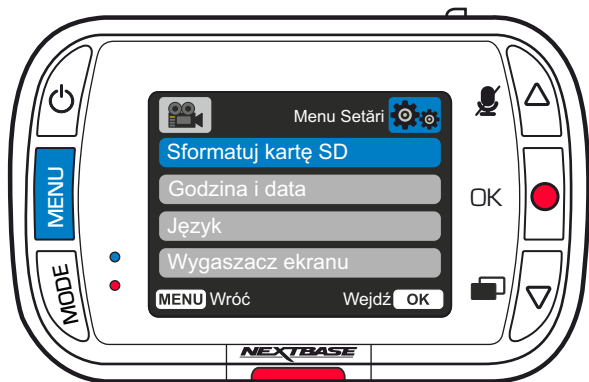 Menu Setări
Sformatuj kartę SD
MENU
Godzina i data
OK
Język
Wygaszacz ekranu
MODE
MENU Wróć Wejdź OK
NEXTBASE